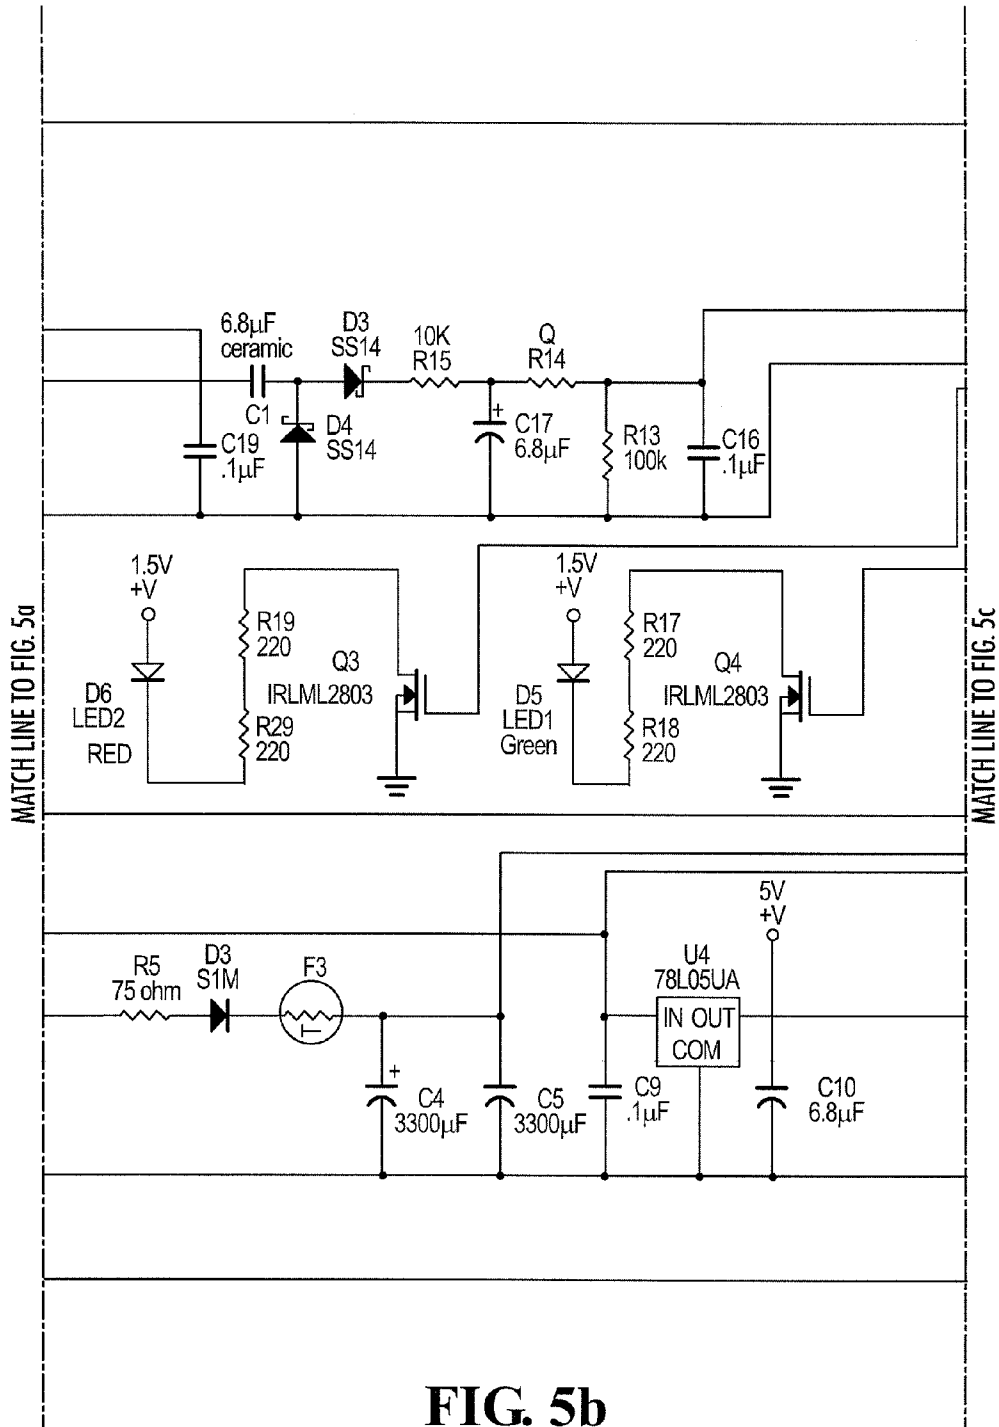 6.8µF
ceramic
C1
D3
SS14
10K
R15
Q
R14
C19
.1µF
D4
SS14
+
C17
6.8µF
R13
100k
C16
.1µF
1.5V
+V
D6
LED2
RED
R19
220
R29
220
Q3
IRLML2803
1.5V
+V
D5
LED1
Green
R17
220
R18
220
Q4
IRLML2803
MATCH LINE TO FIG. 5a
MATCH LINE TO FIG. 5c
R5
75 ohm
D3
S1M
F3
T
+
C4
3300µF
C5
3300µF
C9
.1µF
U4
78L05UA
IN OUT
COM
5V
+V
C10
6.8µF
FIG. 5b